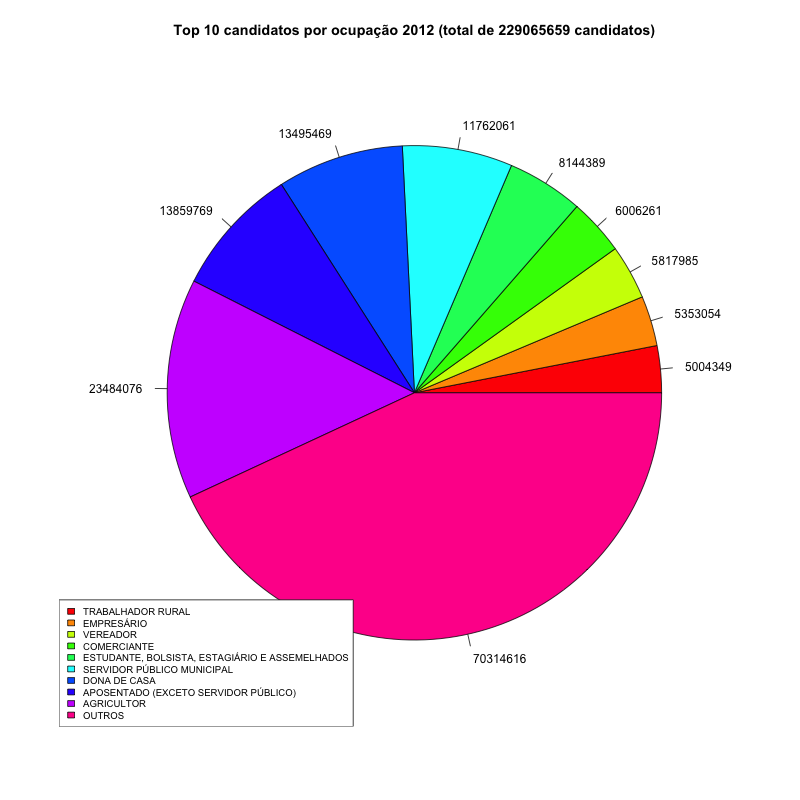 Top 10 candidatos por ocupação 2012 (total de 229065659 candidatos)
11762061
13495469
8144389
13859769
6006261
5817985
5353054
5004349
23484076
70314616
TRABALHADOR RURAL
EMPRESÁRIO
VEREADOR
COMERCIANTE
ESTUDANTE, BOLSISTA, ESTAGIÁRIO E ASSEMELHADOS
SERVIDOR PÚBLICO MUNICIPAL
DONA DE CASA
APOSENTADO (EXCETO SERVIDOR PÚBLICO)
AGRICULTOR
OUTROS